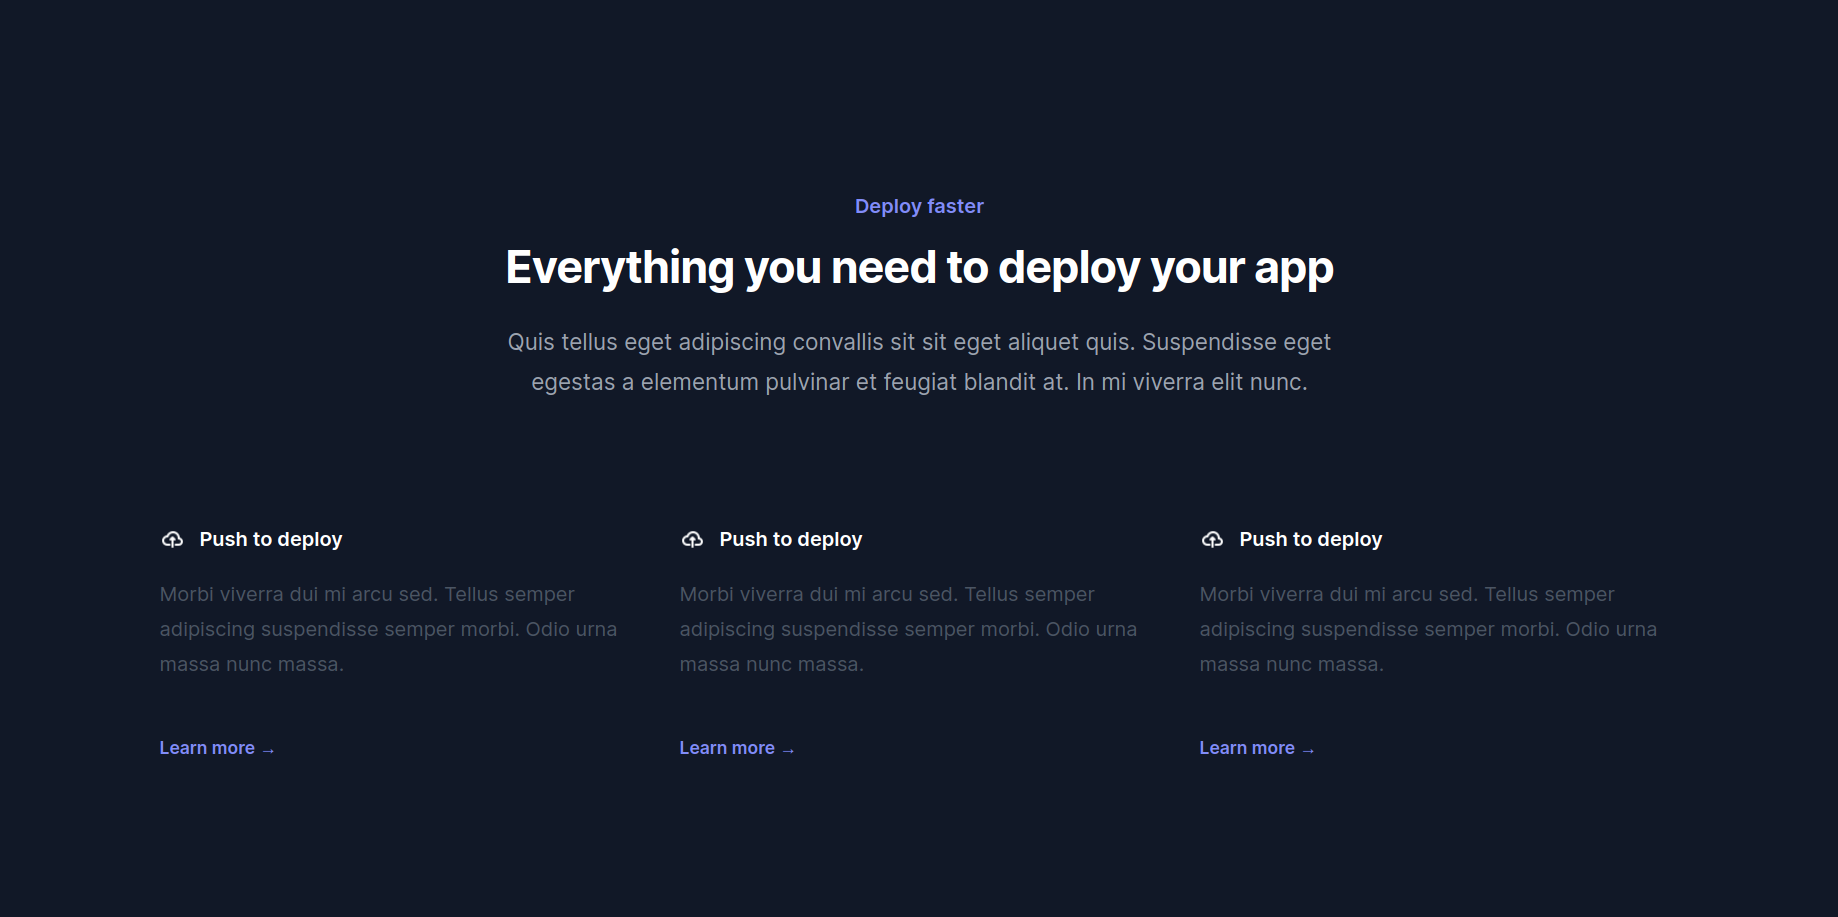 Deploy faster
Everything you need to deploy your app
Quis tellus eget adipiscing convallis sit sit eget aliquet quis. Suspendisse eget
egestas a elementum pulvinar et feugiat blandit at. In mi viverra elit nunc.
Push to deploy
Morbi viverra dui mi arcu sed. Tellus semper
adipiscing suspendisse semper morbi. Odio urna
massa nunc massa.
Learn more →
Push to deploy
Morbi viverra dui mi arcu sed. Tellus semper
adipiscing suspendisse semper morbi. Odio urna
massa nunc massa.
Learn more →
Push to deploy
Morbi viverra dui mi arcu sed. Tellus semper
adipiscing suspendisse semper morbi. Odio urna
massa nunc massa.
Learn more →